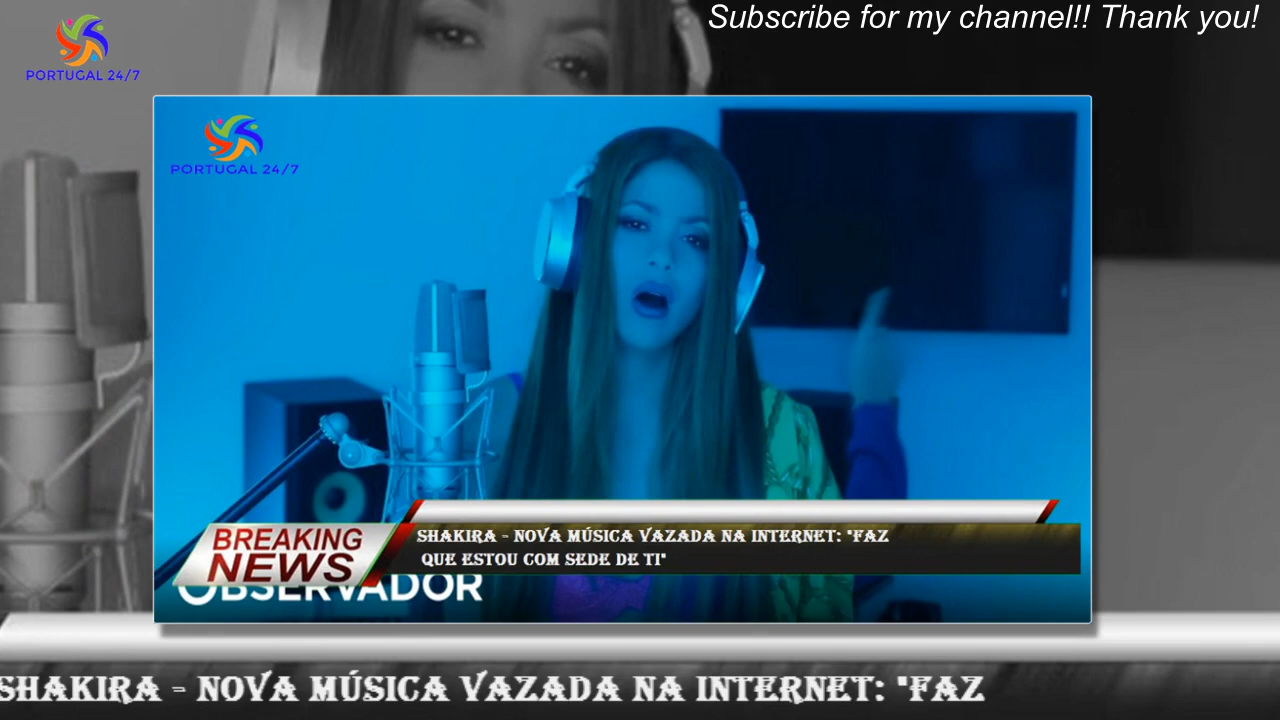 Subscribe for my channel!! Thank you!
PORTUGAL 24/7
PORTUGAL 24/7
BREAKING
NEWS
SHAKIRA - NOVA MÚSICA VAZADA NA INTERNET: "FAZ
QUE ESTOU COM SEDE DE TI"
OBSERVADOR
SHAKIRA - NOVA MÚSICA VAZADA NA INTERNET: "FAZ